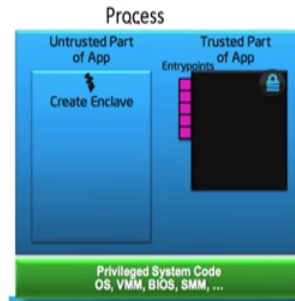 Process
Untrusted Part
of App
Trusted Part
of App
Entrypoints
Create Enclave
Privileged System Code
OS, VMM, BIOS, SMM, ...